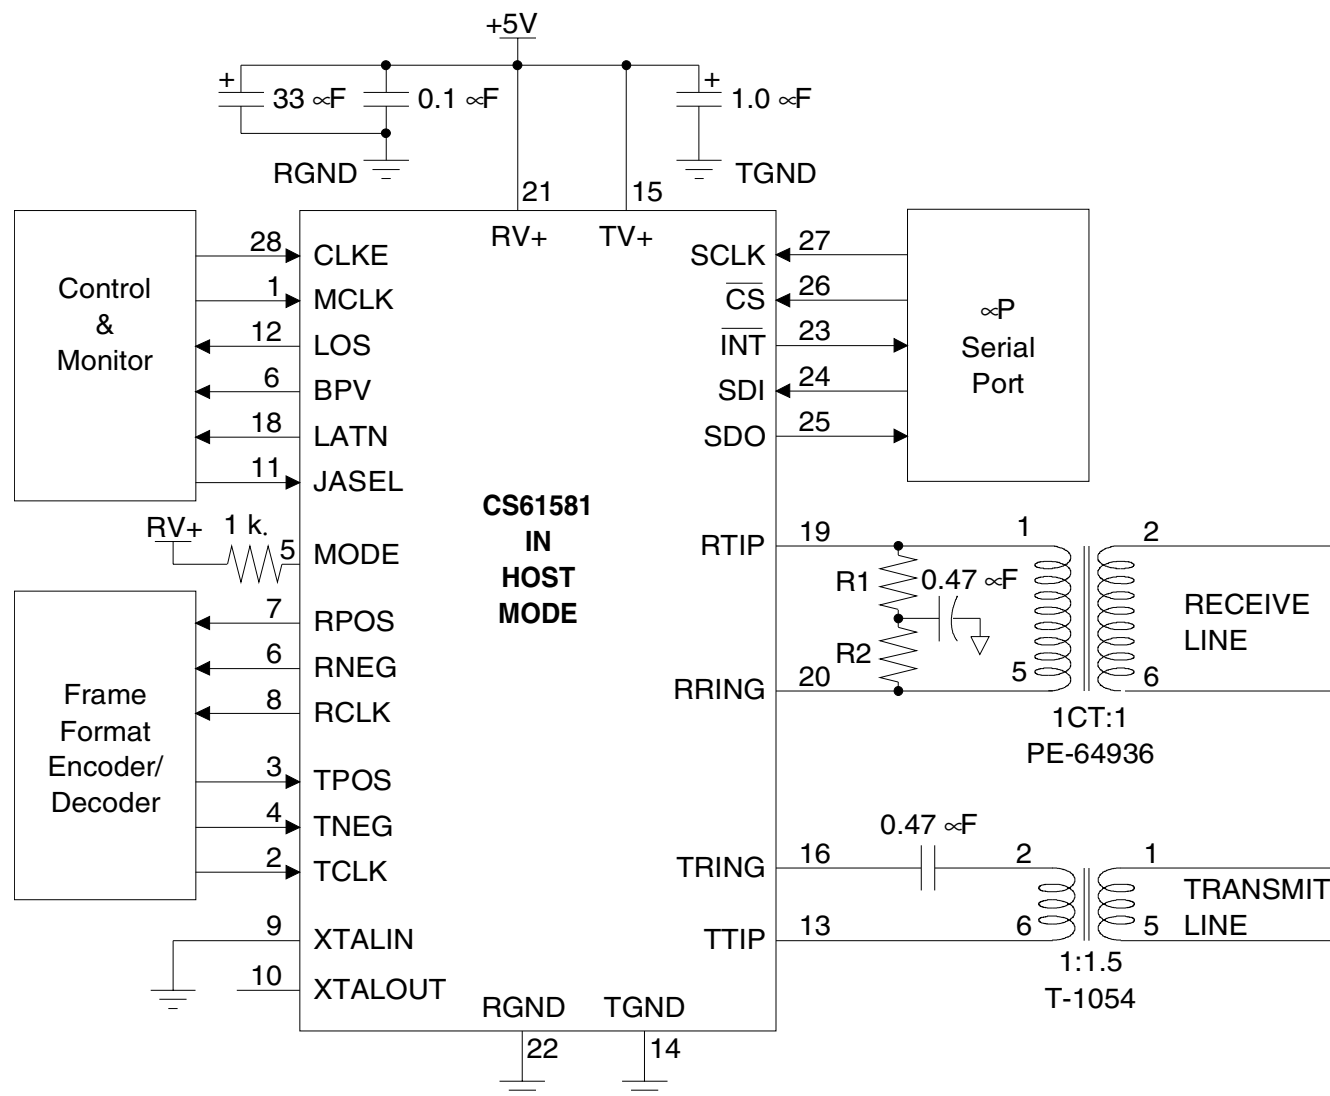 +5V
+
33 ∝F
0.1 ∝F
+
1.0 ∝F
RGND
TGND
21
15
RV+
TV+
Control
&
Monitor
28
CLKE
1
MCLK
12
LOS
6
BPV
18
LATN
11
JASEL
RV+
1 k.
5
MODE
CS61581
IN
HOST
MODE
SCLK
27
CS
26
INT
23
SDI
24
SDO
25
∝P
Serial
Port
Frame
Format
Encoder/
Decoder
7
RPOS
6
RNEG
8
RCLK
3
TPOS
4
TNEG
2
TCLK
9
XTALIN
10
XTALOUT
RTIP
19
R1
0.47 ∝F
R2
RRING
20
1
2
5
6
RECEIVE
LINE
1CT:1
PE-64936
0.47 ∝F
TRING
16
TTIP
13
2
1
6
5
TRANSMIT
LINE
1:1.5
T-1054
RGND
TGND
22
14